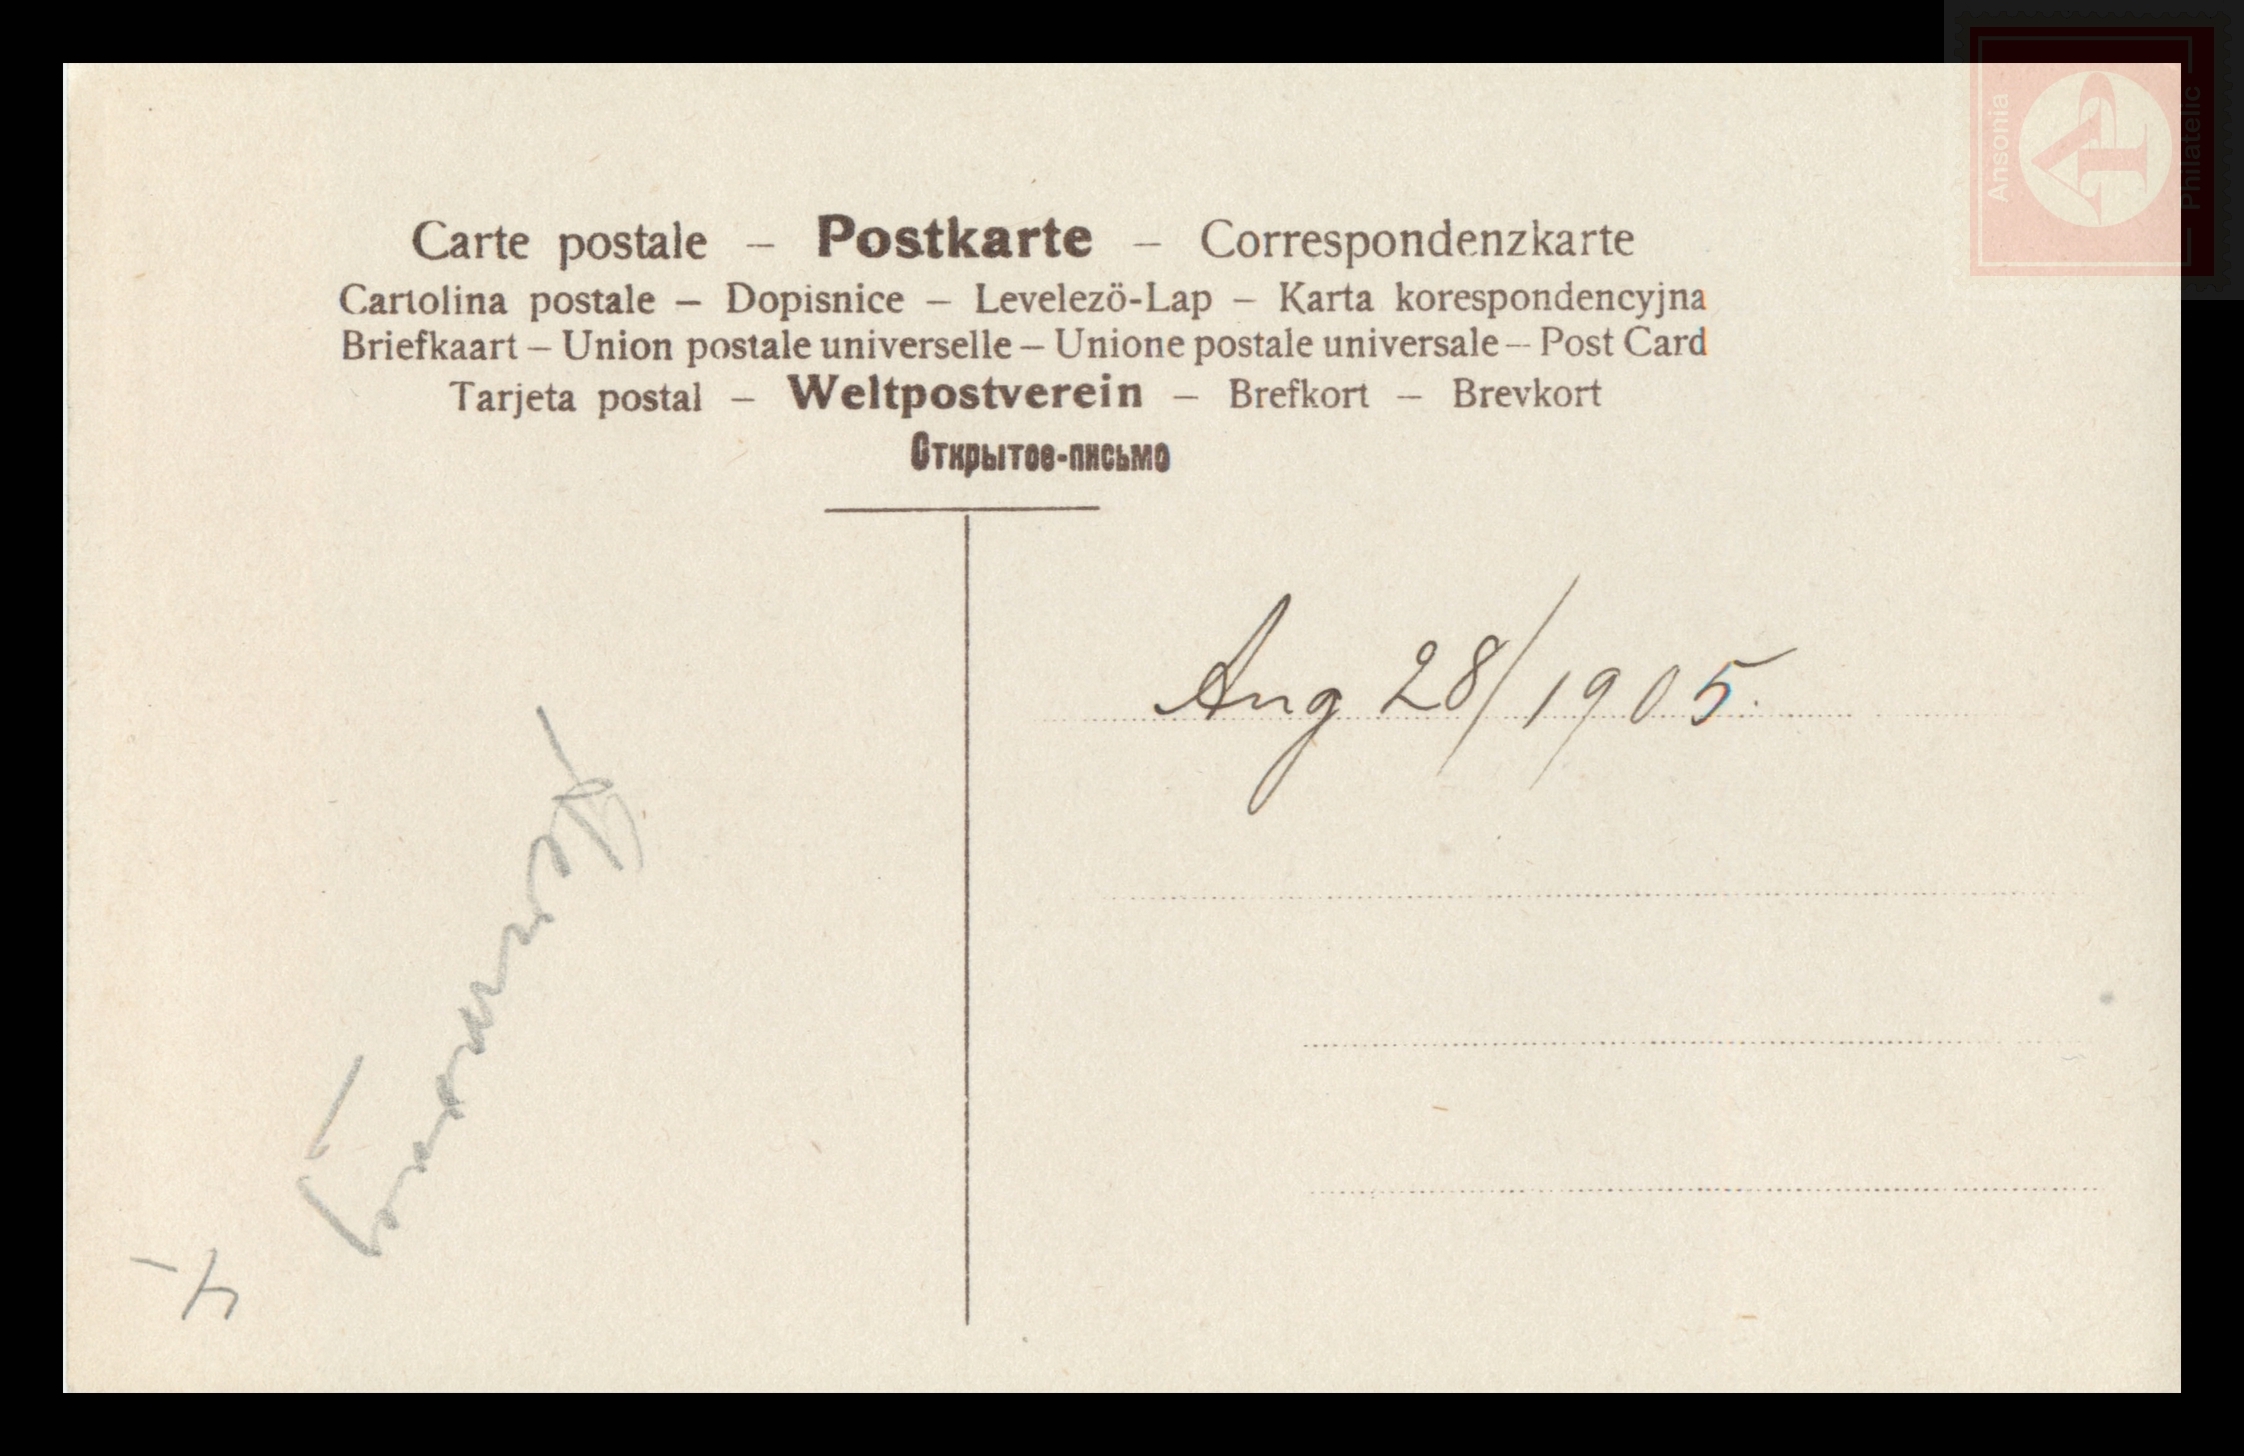 Carte postale – Postkarte – Correspondenzkarte
Cartolina postale – Dopisnice – Levelezö-Lap – Karta korespondencyjna
Briefkaart – Union postale universelle – Unione postale universale – Post Card
Tarjeta postal – Weltpostverein – Brefkort – Brevkort
Открытое-письмо
Aug 28/1905.
Ansonia
AP
Philatelic